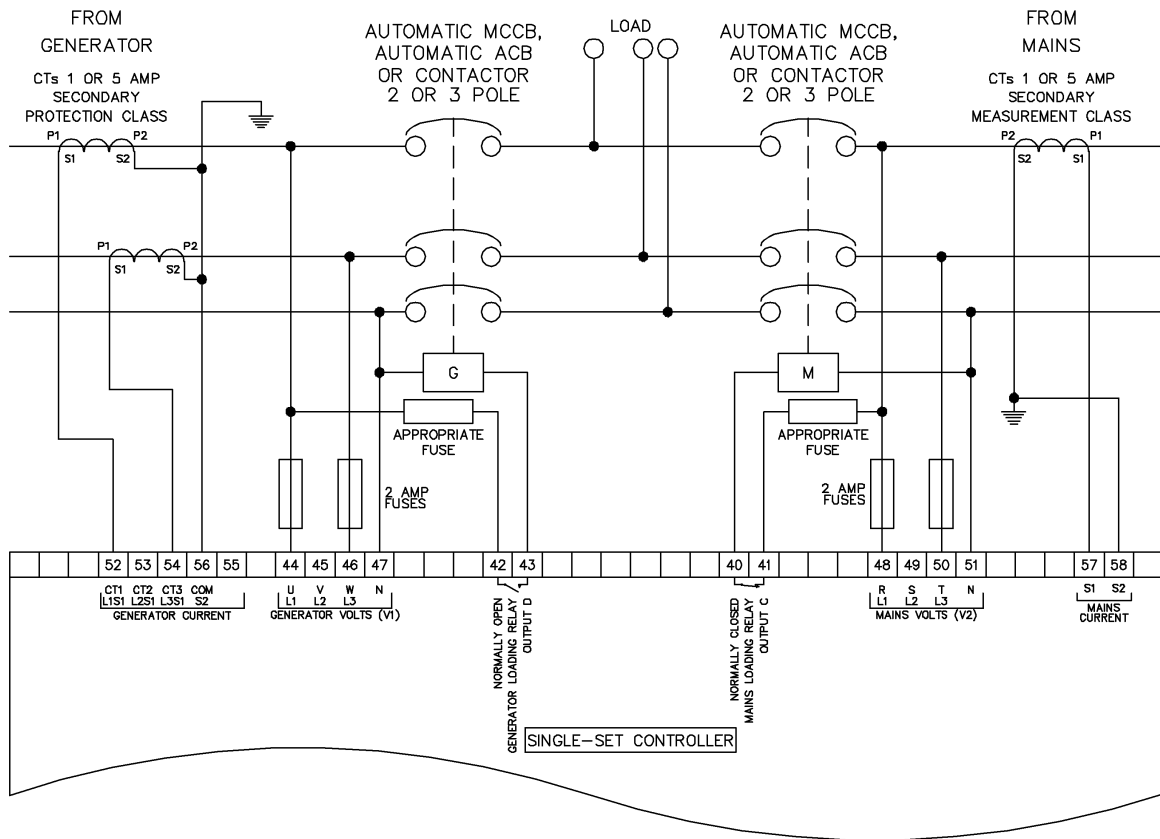 FROM
GENERATOR
CTs 1 OR 5 AMP
SECONDARY
PROTECTION CLASS
P1
P2
S1
S2
P1
P2
S1
S2
AUTOMATIC MCCB,
AUTOMATIC ACB
OR CONTACTOR
2 OR 3 POLE
LOAD
AUTOMATIC MCCB,
AUTOMATIC ACB
OR CONTACTOR
2 OR 3 POLE
FROM
MAINS
CTs 1 OR 5 AMP
SECONDARY
MEASUREMENT CLASS
P2
P1
S2
S1
G
M
APPROPRIATE
FUSE
APPROPRIATE
FUSE
2 AMP
FUSES
2 AMP
FUSES
52 53 54 56 55 44 45 46 47 42 43 40 41 48 49 50 51 57 58
CT1 CT2 CT3 COM
L1S1 L2S1 L3S1 S2
GENERATOR CURRENT
U V W N
L1 L2 L3
GENERATOR VOLTS (V1)
NORMALLY OPEN
GENERATOR LOADING RELAY
OUTPUT D
NORMALLY CLOSED
MAINS LOADING RELAY
OUTPUT C
R S T N
L1 L2 L3
MAINS VOLTS (V2)
S1 S2
MAINS
CURRENT
SINGLE-SET CONTROLLER